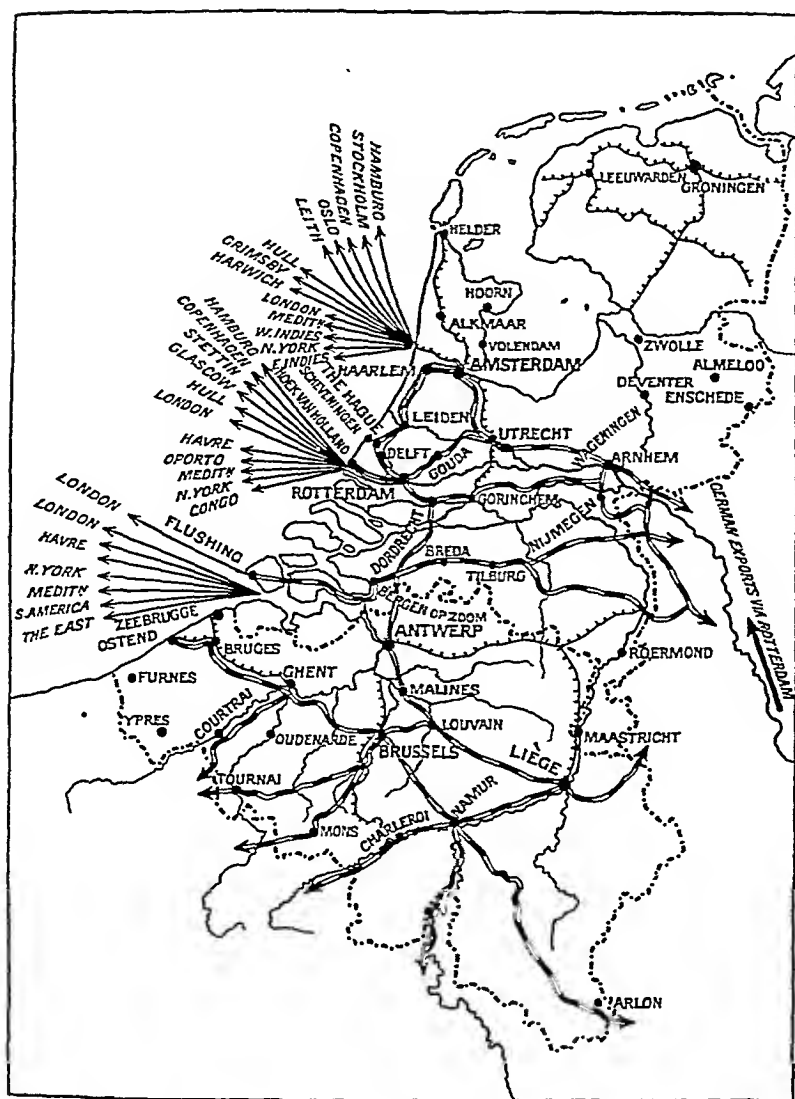 HAMBURG
STOCKHOLM
COPENHAGEN
OSLO
LEITH
HULL
GRIMSBY
HARWICH
LONDON
MEDITN
W.INDIES
N.YORK
E.INDIES
HAMBURG
COPENHAGEN
STETTIN
GLASGOW
HULL
LONDON
HAVRE
OPORTO
MEDITN
N.YORK
CONGO
LONDON
LONDON
HAVRE
N.YORK
MEDITN
S.AMERICA
THE EAST
LEEUWARDEN
GRONINGEN
HELDER
HOORN
ALKMAAR
VOLENDAM
ZWOLLE
HAARLEM
AMSTERDAM
ALMELOO
DEVENTER
ENSCHEDE
THE HAGUE
SCHEVENINGEN
HOEK VAN HOLLAND
LEIDEN
DELFT
GOUDA
UTRECHT
WAGENINGEN
ARNHEM
ROTTERDAM
GORINCHEM
DORDRECHT
NIJMEGEN
FLUSHING
BREDA
TILBURG
BERGEN OP ZOOM
GERMAN EXPORTS VIA ROTTERDAM
ZEEBRUGGE
OSTEND
BRUGES
ANTWERP
ROERMOND
FURNES
GHENT
MALINES
YPRES
COURTRAI
OUDENARDE
LOUVAIN
BRUSSELS
LIÈGE
MAASTRICHT
TOURNAI
MONS
CHARLEROI
NAMUR
ARLON